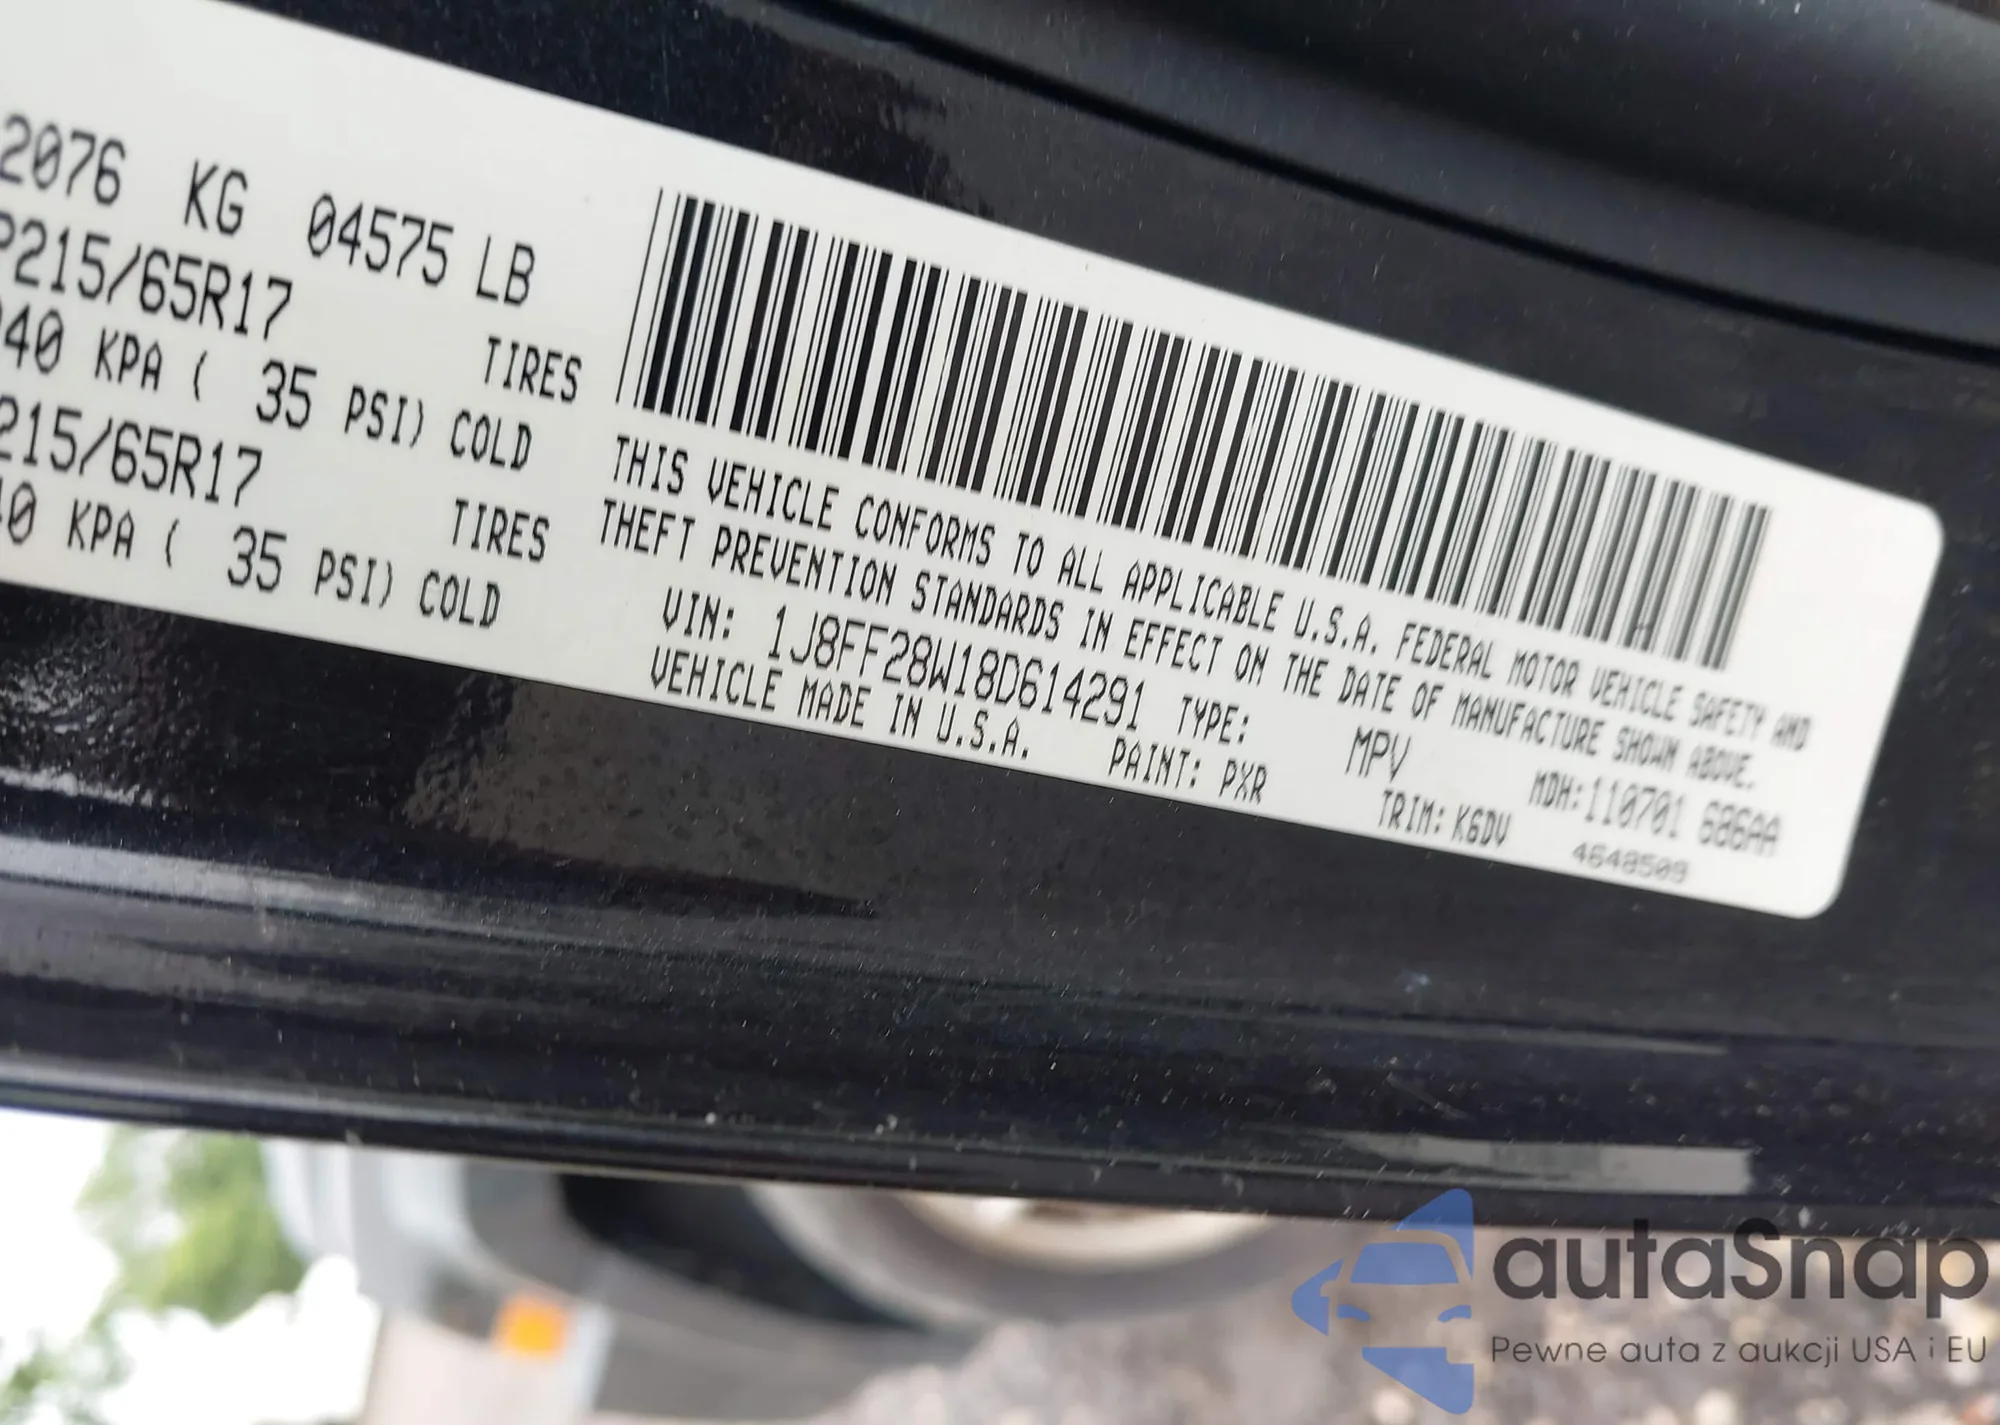 2076 KG 04575 LB
P215/65R17 TIRES
40 KPA ( 35 PSI) COLD
215/65R17 TIRES
40 KPA ( 35 PSI) COLD
THIS VEHICLE CONFORMS TO ALL APPLICABLE U.S.A. FEDERAL MOTOR VEHICLE SAFETY AND
THEFT PREVENTION STANDARDS IN EFFECT ON THE DATE OF MANUFACTURE SHOWN ABOVE.
VIN: 1J8FF28W18D614291 TYPE: MPV MDH:110701 686AA
VEHICLE MADE IN U.S.A. PAINT: PXR TRIM: K6DV 4648509
autaSnap
Pewne auta z aukcji USA i EU